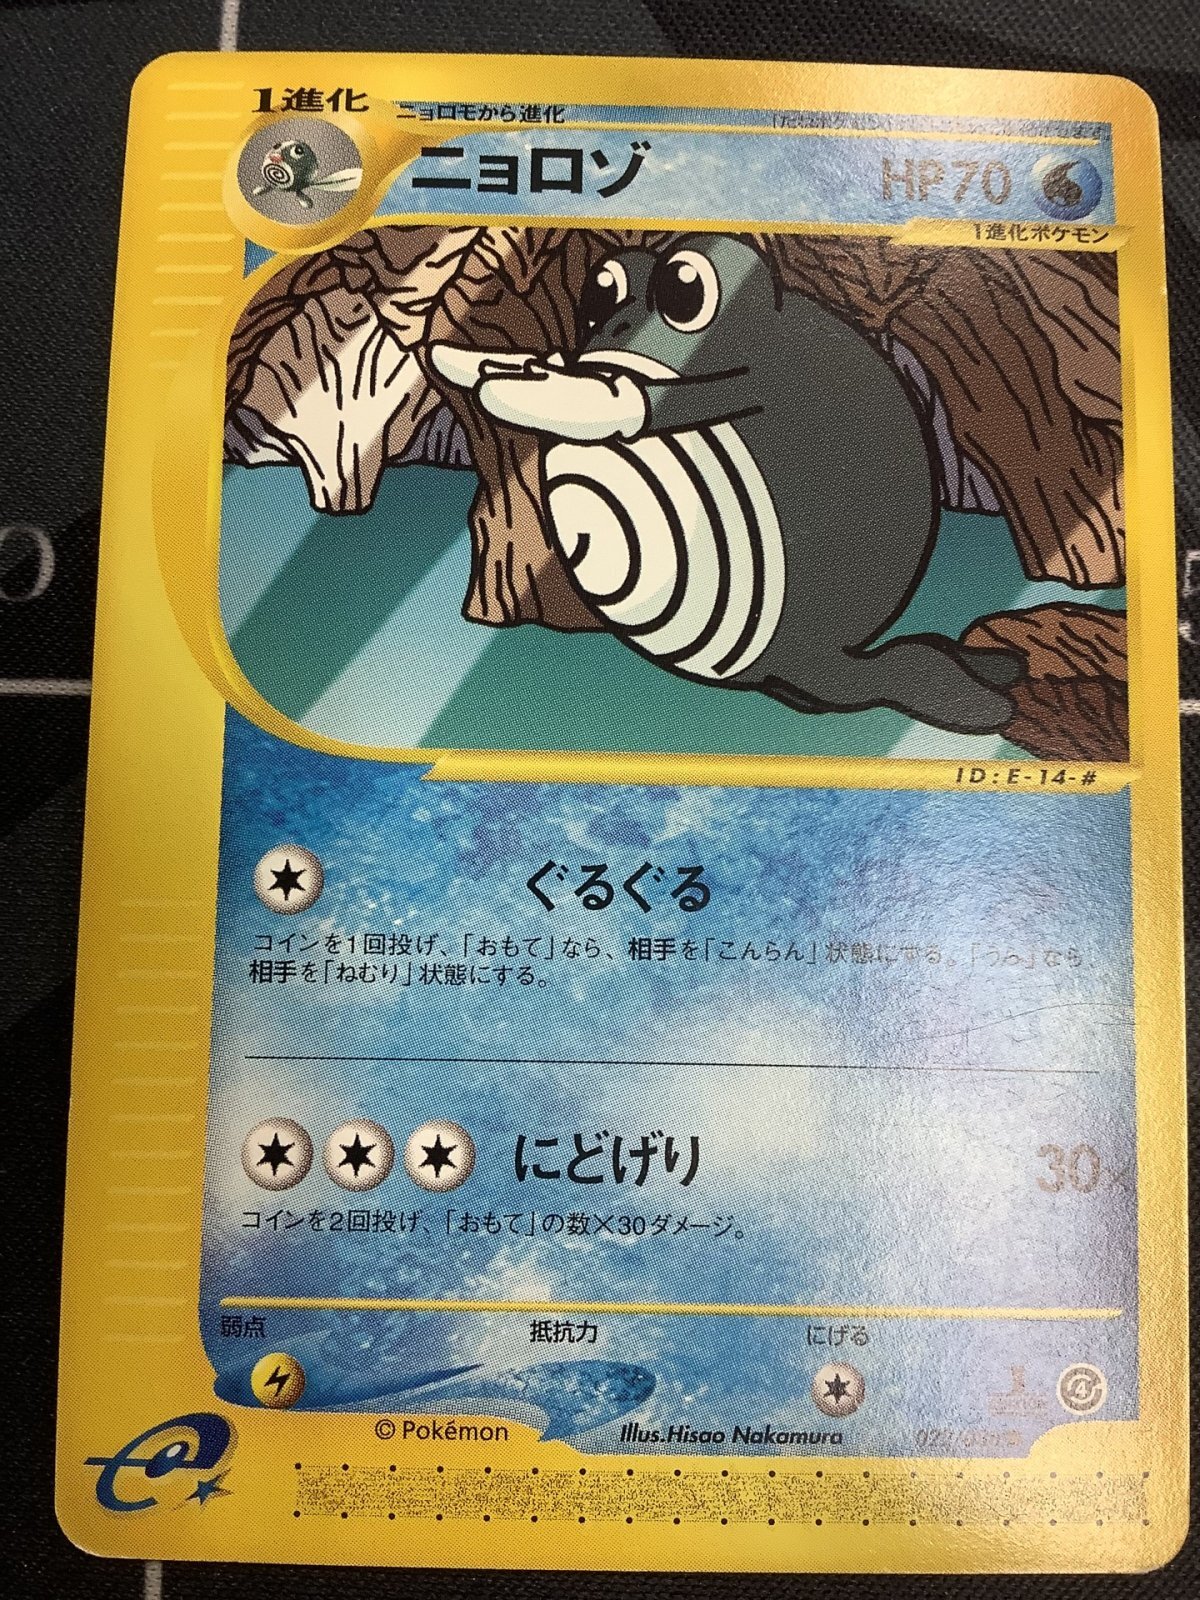 1進化
ニョロモから進化
ニョロゾ
HP70
1進化ポケモン
ID:E-14-#
ぐるぐる
コインを1回投げ、「おもて」なら、相手を「こんらん」状態にする。「うら」なら、
相手を「ねむり」状態にする。
にどげり
30×
コインを2回投げ、「おもて」の数×30ダメージ。
弱点
抵抗力
にげる
© Pokémon
Illus.Hisao Nakamura
4
e